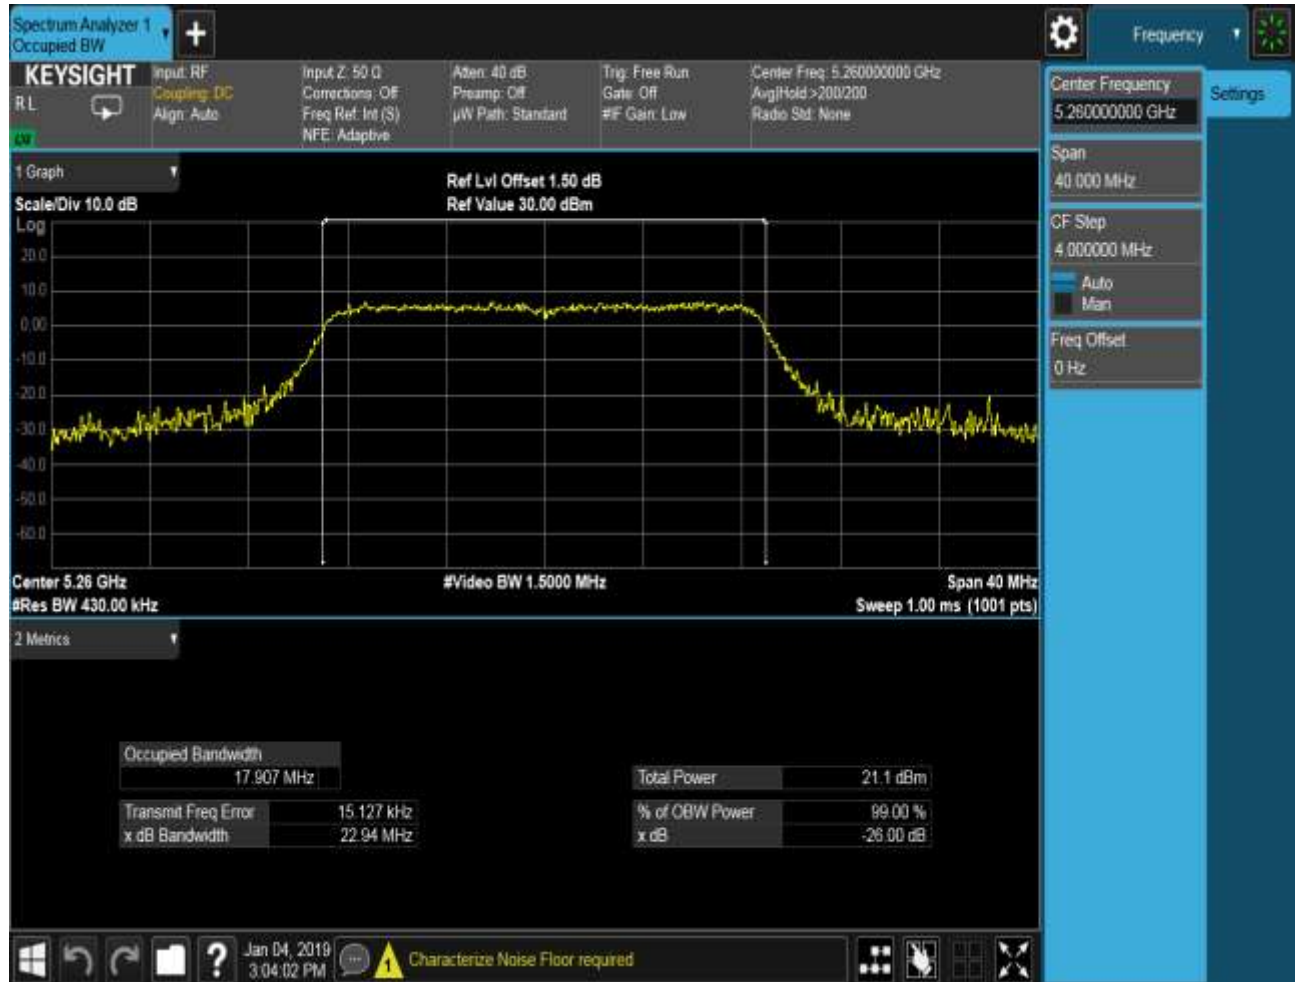 Spectrum Analyzer 1
Occupied BW
Frequency
KEYSIGHT
R L
Input: RF
Coupling: DC
Align: Auto
Input Z: 50 Ω
Corrections: Off
Freq Ref: Int (S)
NFE: Adaptive
Atten: 40 dB
Preamp: Off
µW Path: Standard
Trig: Free Run
Gate: Off
#IF Gain: Low
Center Freq: 5.260000000 GHz
Avg|Hold:>200/200
Radio Std: None
Center Frequency
5.260000000 GHz
Settings
Span
40.000 MHz
CF Step
4.000000 MHz
Auto
Man
Freq Offset
0 Hz
1 Graph
Scale/Div 10.0 dB
Ref Lvl Offset 1.50 dB
Ref Value 30.00 dBm
Log
20.0
10.0
0.00
-10.0
-20.0
-30.0
-40.0
-50.0
-60.0
Center 5.26 GHz
#Video BW 1.5000 MHz
Span 40 MHz
#Res BW 430.00 kHz
Sweep 1.00 ms (1001 pts)
2 Metrics
Occupied Bandwidth
17.907 MHz
Total Power 21.1 dBm
Transmit Freq Error 15.127 kHz
% of OBW Power 99.00 %
x dB Bandwidth 22.94 MHz
x dB -26.00 dB
?
Jan 04, 2019
3:04:02 PM
1
Characterize Noise Floor required